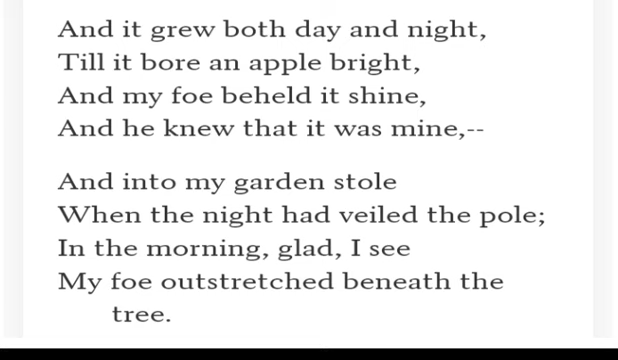 And it grew both day and night,
Till it bore an apple bright,
And my foe beheld it shine,
And he knew that it was mine,--
And into my garden stole
When the night had veiled the pole;
In the morning, glad, I see
My foe outstretched beneath the
tree.